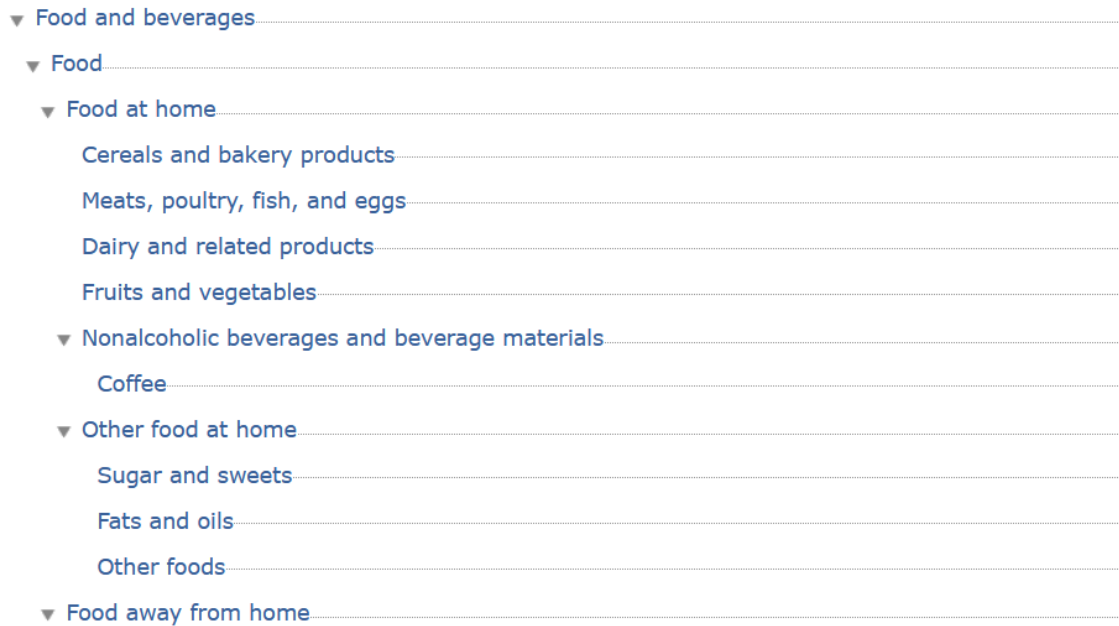 Food and beverages
Food
Food at home
Cereals and bakery products
Meats, poultry, fish, and eggs
Dairy and related products
Fruits and vegetables
Nonalcoholic beverages and beverage materials
Coffee
Other food at home
Sugar and sweets
Fats and oils
Other foods
Food away from home